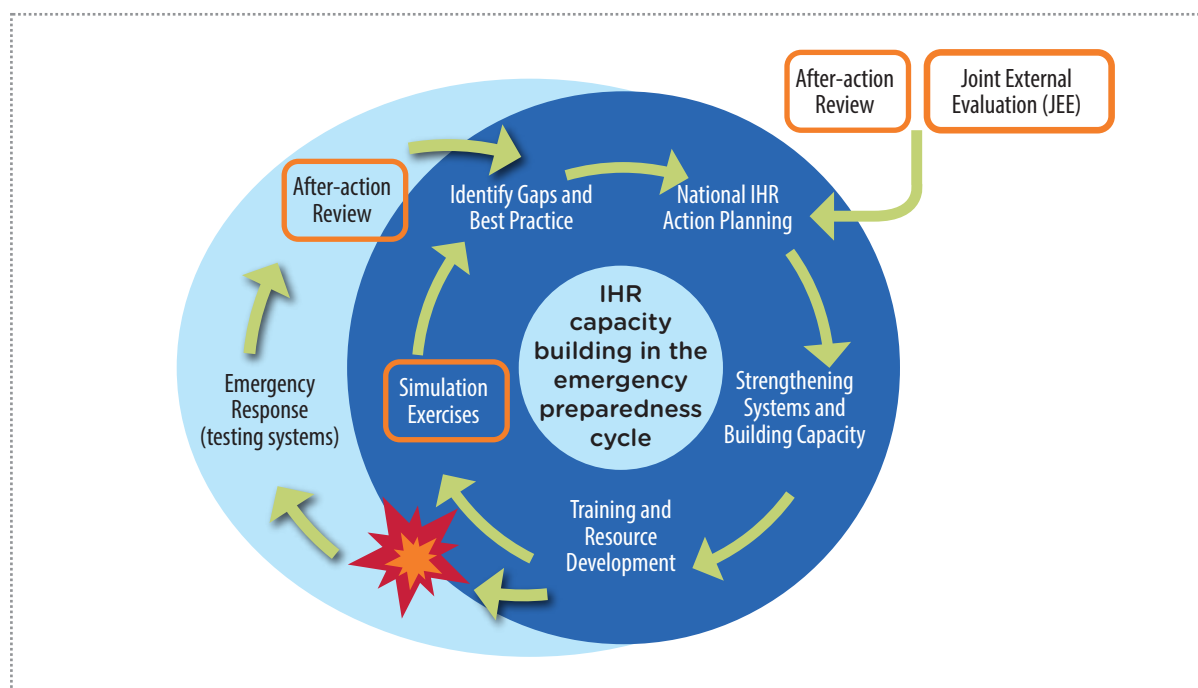 After-action
Review
Joint External
Evaluation (JEE)
After-action
Review
Identify Gaps and
Best Practice
National IHR
Action Planning
IHR
capacity
building in the
emergency
preparedness
cycle
Emergency
Response
(testing systems)
Simulation
Exercises
Strengthening
Systems and
Building Capacity
Training and
Resource
Development